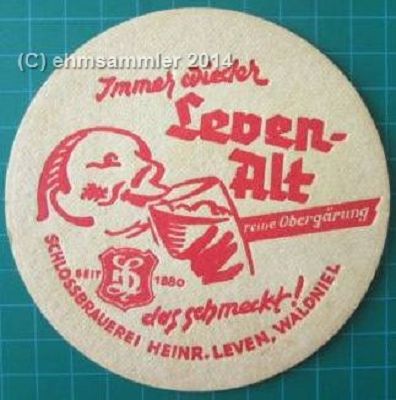 (C) ehmsammler 2014
Immer wieder
Leven-
Alt
reine Obergärung
SEIT 1880
das schmeckt!
SCHLOSSBRAUEREI HEINR. LEVEN, WALDNIEL